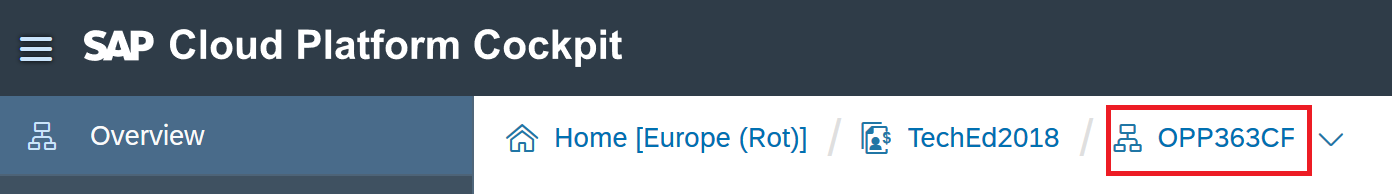 SAP Cloud Platform Cockpit
Overview
Home [Europe (Rot)] / TechEd2018 / OPP363CF